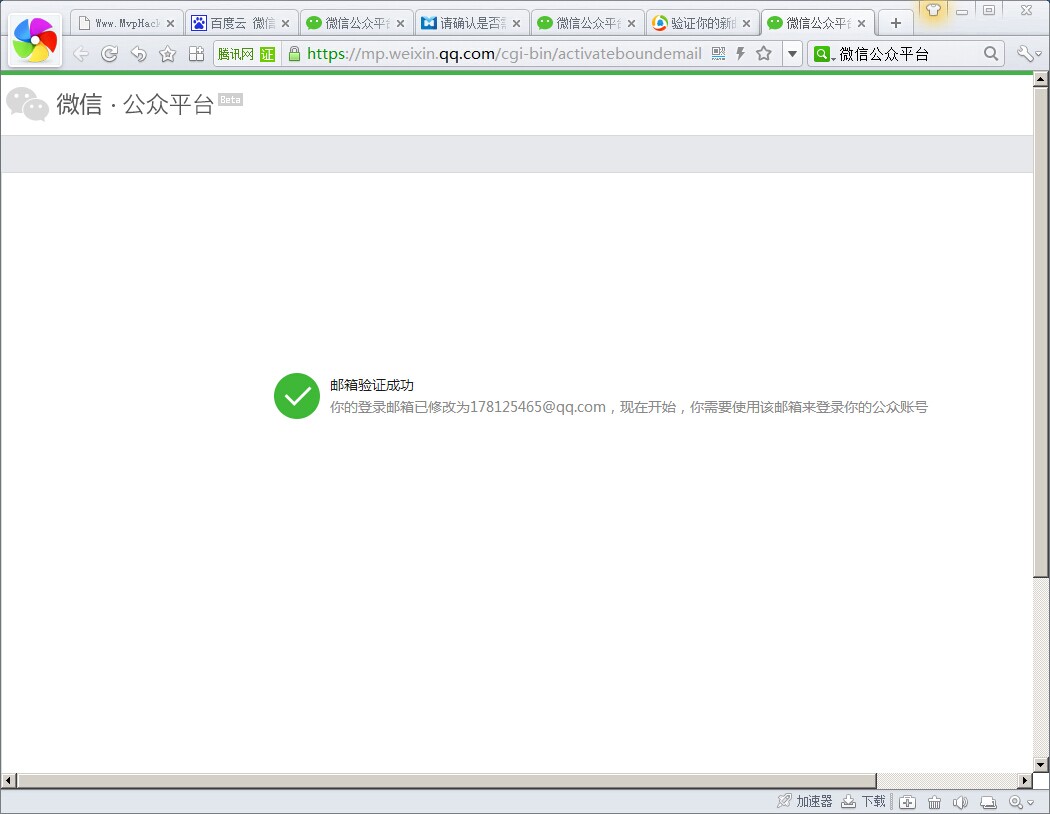 Www.MvpHack
百度云 微信
微信公众平台
请确认是否
微信公众平台
验证你的新
微信公众平台
腾讯网 证 https://mp.weixin.qq.com/cgi-bin/activateboundemail
微信公众平台
微信·公众平台 Beta
邮箱验证成功
你的登录邮箱已修改为178125465@qq.com，现在开始，你需要使用该邮箱来登录你的公众账号
加速器 下载